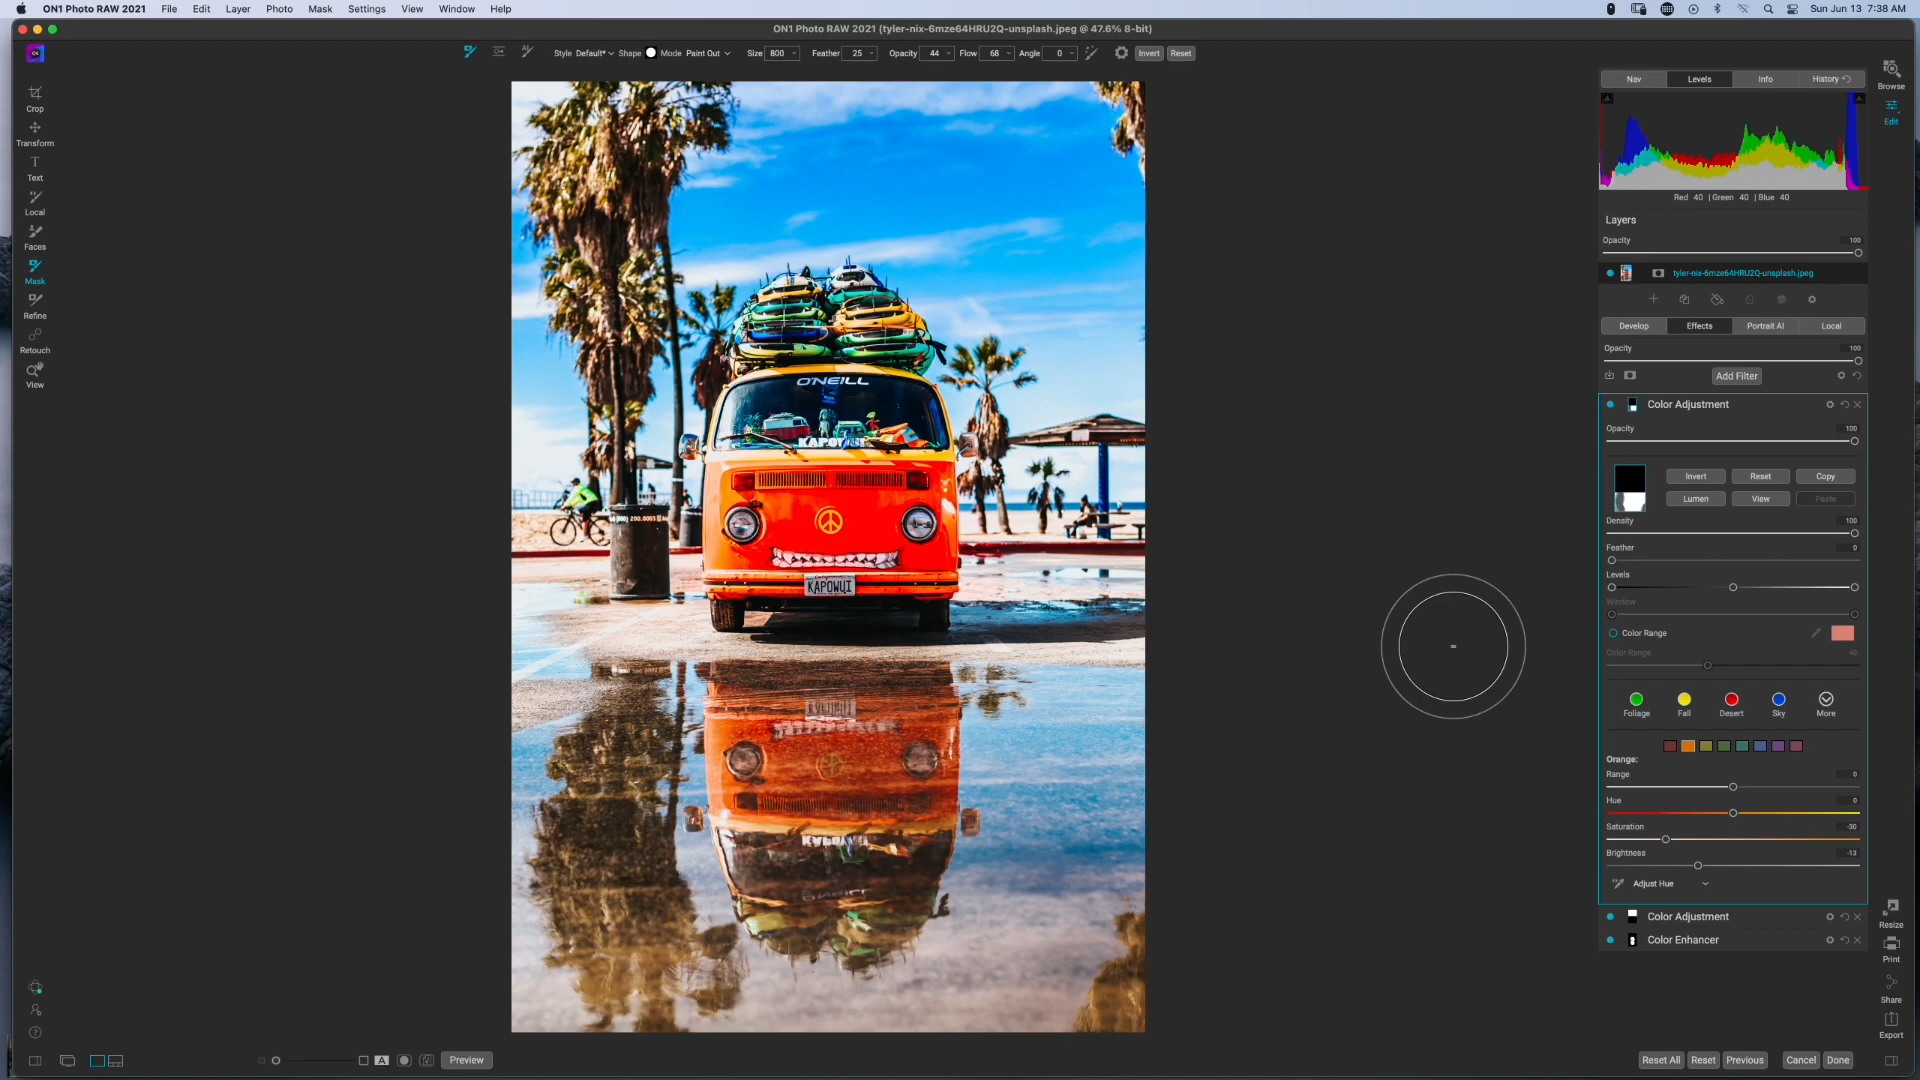 ON1 Photo RAW 2021 File Edit Layer Photo Mask Settings View Window Help Sun Jun 13 7:38 AM
ON1 Photo RAW 2021 (tyler-nix-6mze64HRU2Q-unsplash.jpeg @ 47.6% 8-bit)
Style Default* Shape Mode Paint Out Size 800 Feather 25 Opacity 44 Flow 68 Angle 0 Invert Reset
Crop
Transform
Text
Local
Faces
Mask
Refine
Retouch
View
O'NEILL
KAPOWUI
KAPOWUI
Nav Levels Info History
Red 40 | Green 40 | Blue 40
Layers
Opacity 100
tyler-nix-6mze64HRU2Q-unsplash.jpeg
Develop Effects Portrait AI Local
Opacity 100
Add Filter
Color Adjustment
Opacity 100
Invert Reset Copy
Lumen View Paste
Density 100
Feather 0
Levels
Window
Color Range
Color Range 40
Foliage Fall Desert Sky More
Orange:
Range 0
Hue 0
Saturation -30
Brightness -13
Adjust Hue
Color Adjustment
Color Enhancer
Browse
Edit
Resize
Print
Share
Export
A Preview
Reset All Reset Previous Cancel Done